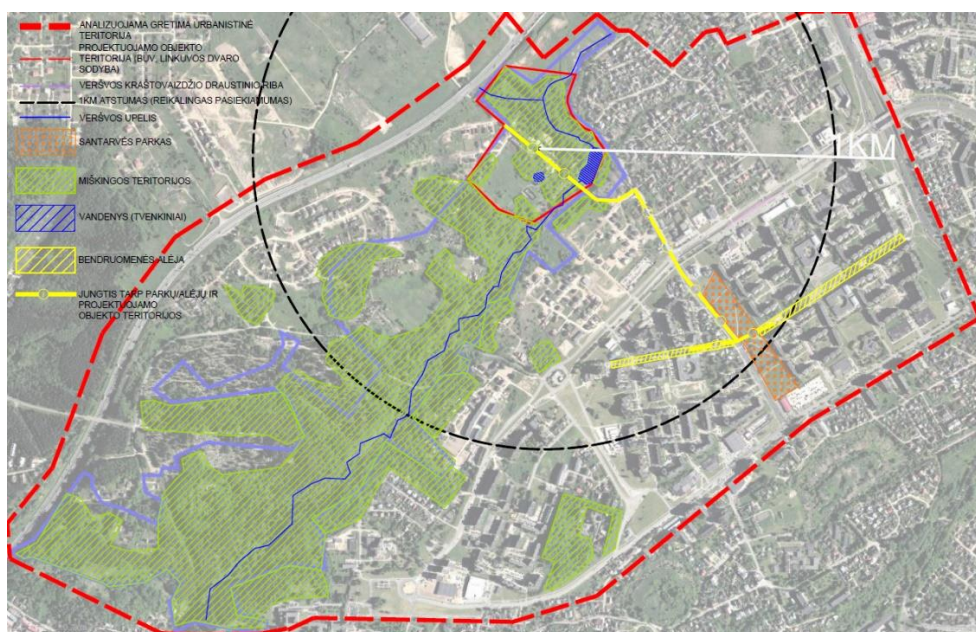 ANALIZUOJAMA GRETIMA URBANISTINĖ
TERITORIJA
PROJEKTUOJAMO OBJEKTO
TERITORIJA (BUV. LINKUVOS DVARO
SODYBA)
VERŠVOS KRAŠTOVAIZDŽIO DRAUSTINIO RIBA
1KM ATSTUMAS (REIKALINGAS PASIEKIAMUMAS)
VERŠVOS UPELIS
SANTARVĖS PARKAS
MIŠKINGOS TERITORIJOS
VANDENYS (TVENKINIAI)
BENDRUOMENĖS ALĖJA
JUNGTIS TARP PARKŲ/ALĖJŲ IR
PROJEKTUOJAMO
OBJEKTO TERITORIJOS
1KM